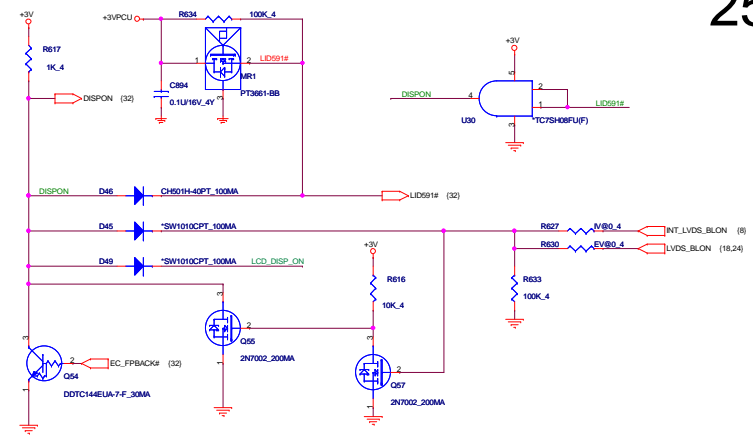 25
+3V
+3VPCU
R634
100K_4
R617
1K_4
1
2
LID591#
MR1
3
PT3661-BB
C894
0.1U/16V_4Y
DISPON (32)
+3V
5
DISPON
4
2
1
LID591#
U30
3
*TC7SH08FU(F)
DISPON
D46
CH501H-40PT_100MA
LID591# (32)
D45
*SW1010CPT_100MA
R627
IV@0_4
INT_LVDS_BLON (8)
R630
EV@0_4
LVDS_BLON (18,24)
D49
*SW1010CPT_100MA
LCD_DISP_ON
+3V
R616
10K_4
R633
100K_4
3
2
Q55
1
2N7002_200MA
3
2
Q57
1
2N7002_200MA
3
2
EC_FPBACK# (32)
Q54
1
DDTC144EUA-7-F_30MA